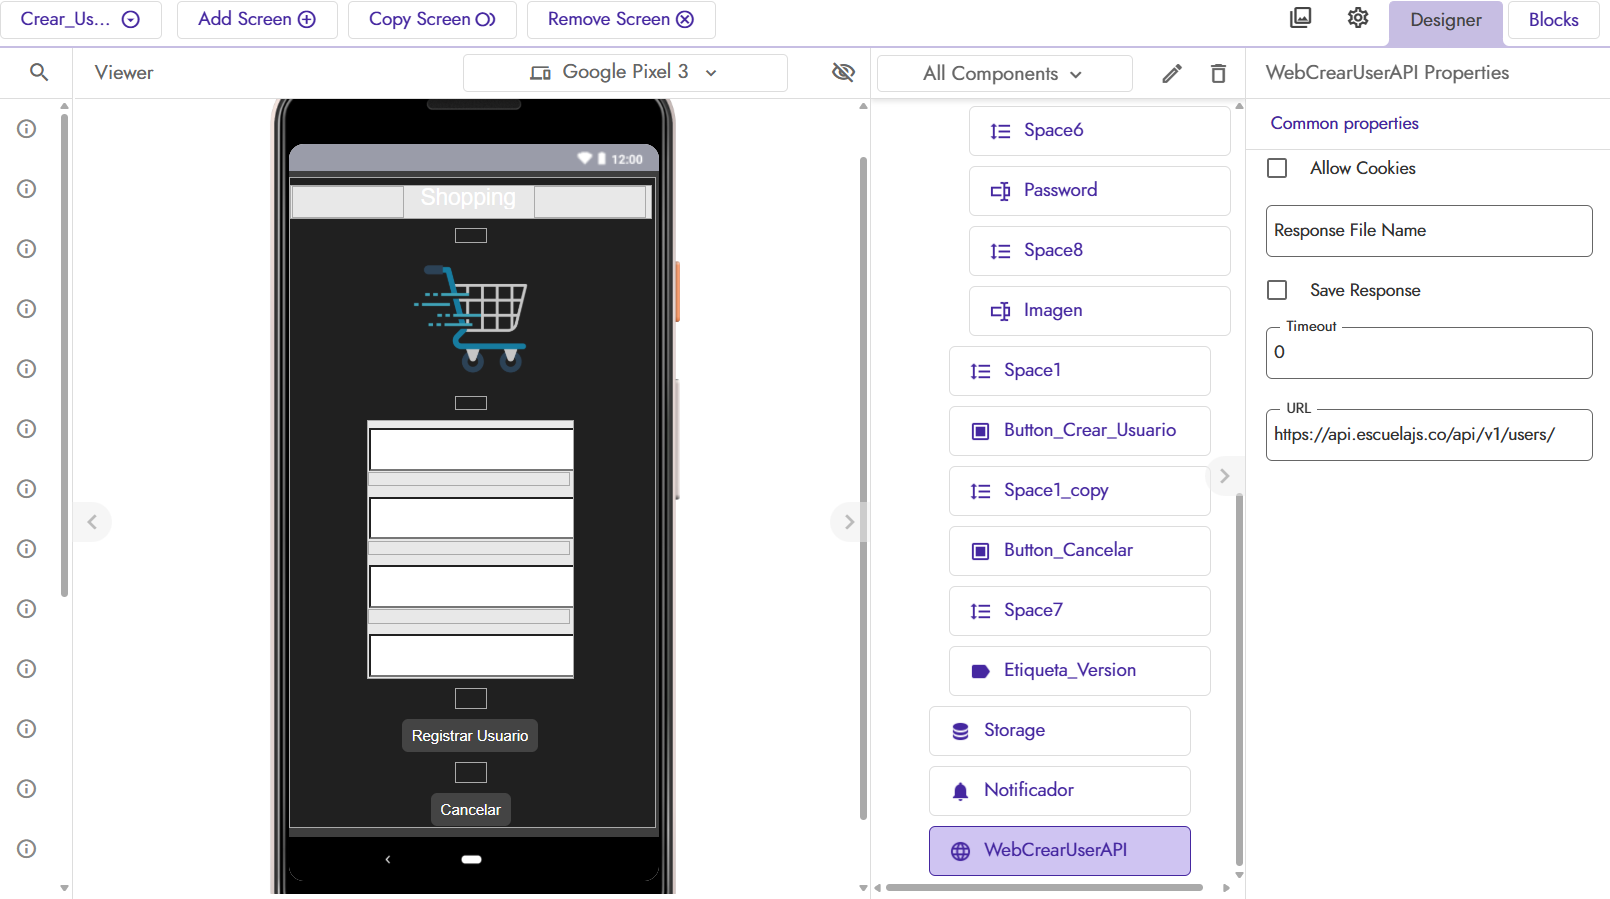 Crear_Us...
Add Screen
Copy Screen
Remove Screen
Designer
Blocks
Viewer
Google Pixel 3
All Components
WebCrearUserAPI Properties
12:00
Shopping
Registrar Usuario
Cancelar
Space6
Password
Space8
Imagen
Space1
Button_Crear_Usuario
Space1_copy
Button_Cancelar
Space7
Etiqueta_Version
Storage
Notificador
WebCrearUserAPI
Common properties
Allow Cookies
Response File Name
Save Response
Timeout
0
URL
https://api.escuelajs.co/api/v1/users/